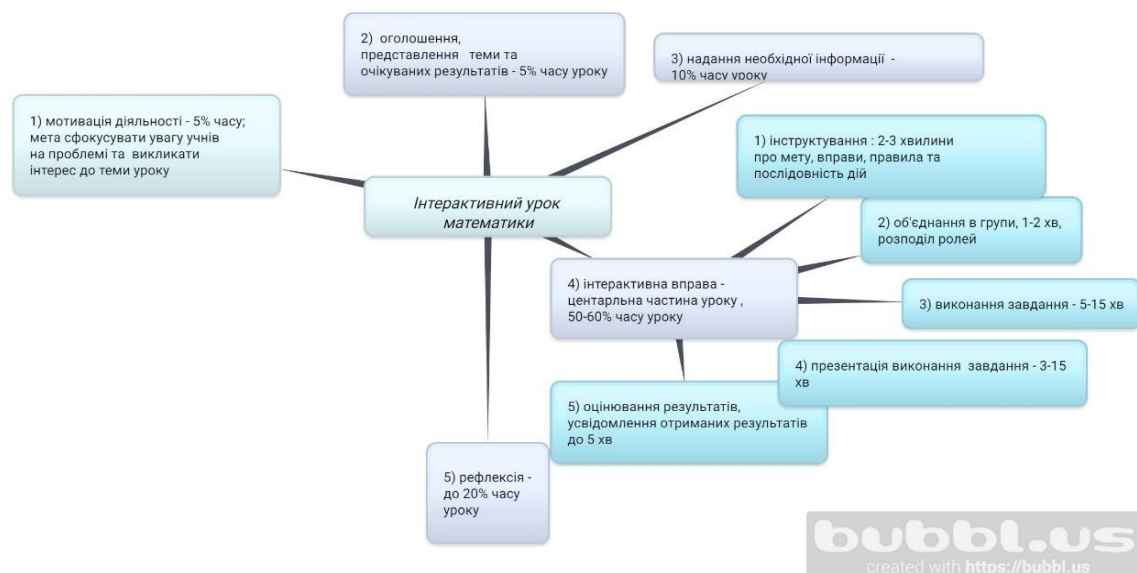 2) оголошення,
представлення теми та
очікуваних результатів - 5% часу уроку
3) надання необхідної інформації -
10% часу уроку
1) мотивація діяльності - 5% часу;
мета сфокусувати увагу учнів
на проблемі та викликати
інтерес до теми уроку
Інтерактивний урок
математики
1) інструктування : 2-3 хвилини
про мету, вправи, правила та
послідовність дій
2) об'єднання в групи, 1-2 хв,
розподіл ролей
4) інтерактивна вправа -
центарльна частина уроку ,
50-60% часу уроку
3) виконання завдання - 5-15 хв
4) презентація виконання завдання - 3-15
хв
5) оцінювання результатів,
усвідомлення отриманих результатів
до 5 хв
5) рефлексія -
до 20% часу
уроку
bubbl.us
created with https://bubbl.us